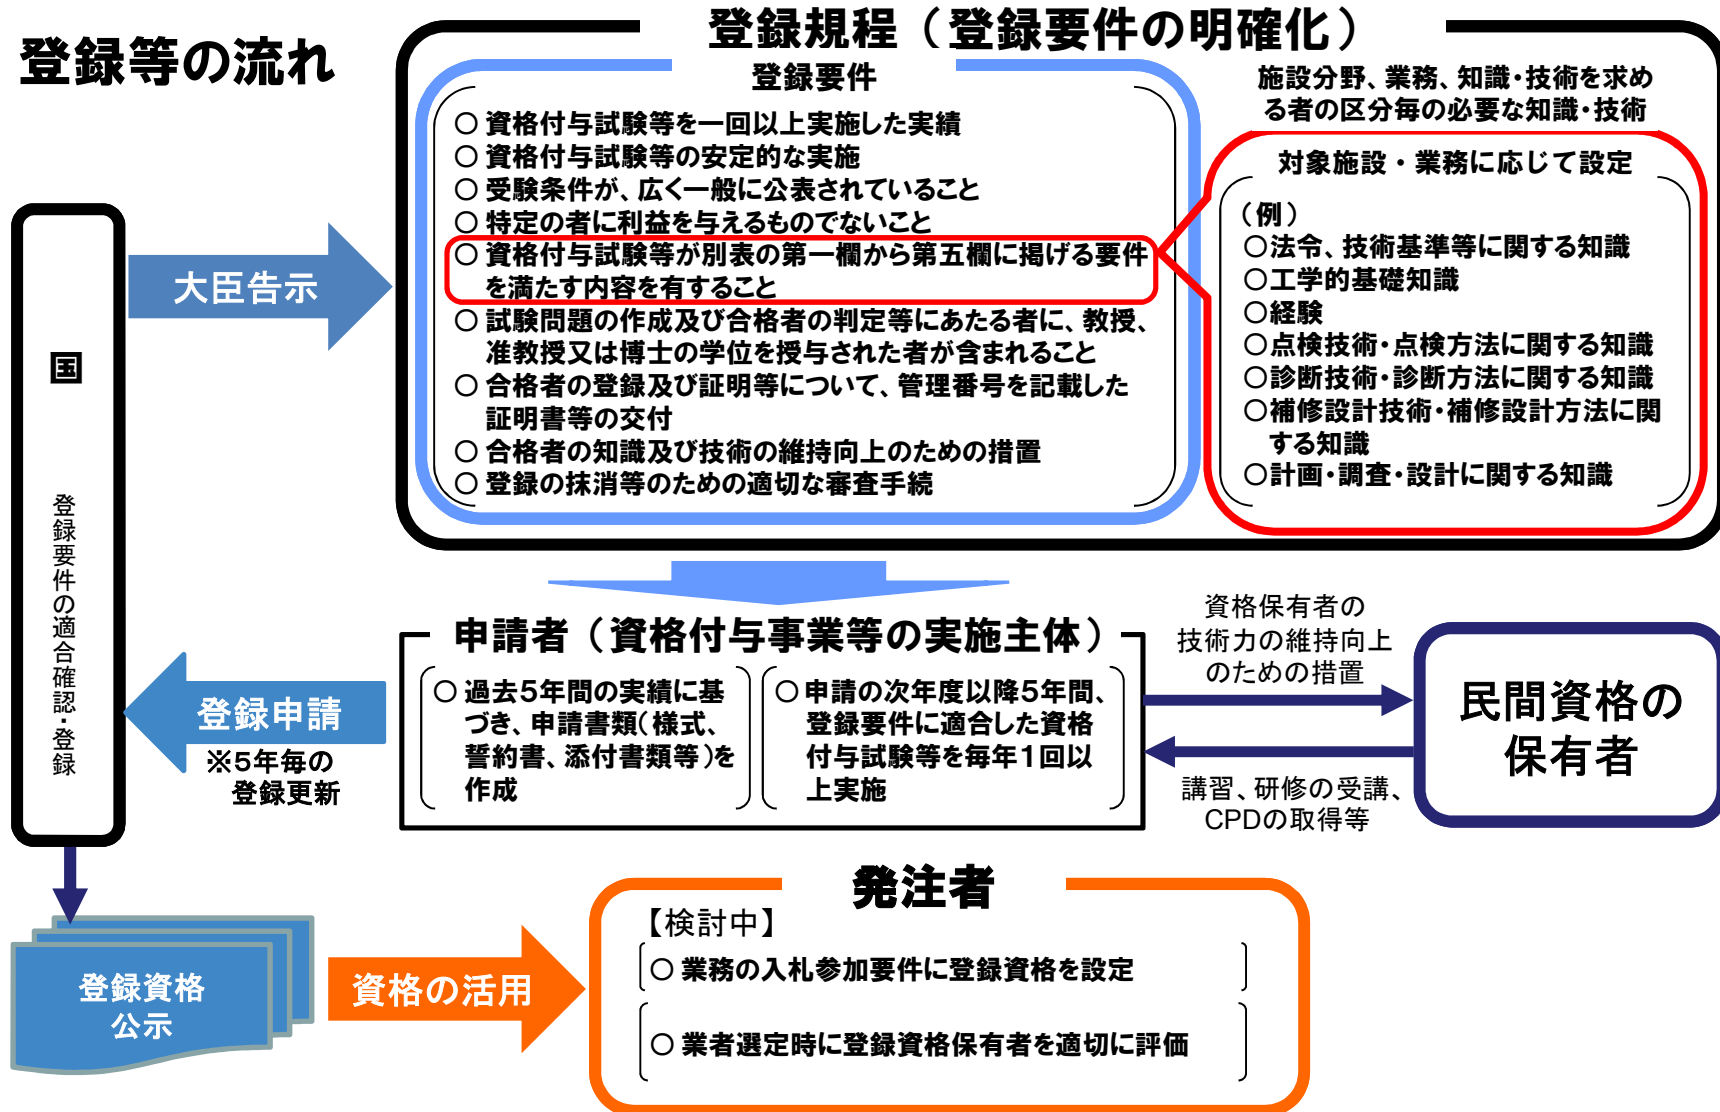 登録等の流れ
登録規程（登録要件の明確化）
登録要件
○ 資格付与試験等を一回以上実施した実績
○ 資格付与試験等の安定的な実施
○ 受験条件が、広く一般に公表されていること
○ 特定の者に利益を与えるものでないこと
○ 資格付与試験等が別表の第一欄から第五欄に掲げる要件
を満たす内容を有すること
○ 試験問題の作成及び合格者の判定等にあたる者に、教授、
准教授又は博士の学位を授与された者が含まれること
○ 合格者の登録及び証明等について、管理番号を記載した
証明書等の交付
○ 合格者の知識及び技術の維持向上のための措置
○ 登録の抹消等のための適切な審査手続
施設分野、業務、知識・技術を求め
る者の区分毎の必要な知識・技術
対象施設・業務に応じて設定
（例）
○法令、技術基準等に関する知識
○工学的基礎知識
○経験
○点検技術・点検方法に関する知識
○診断技術・診断方法に関する知識
○補修設計技術・補修設計方法に関
する知識
○計画・調査・設計に関する知識
大臣告示
国
登録要件の適合確認・登録
申請者（資格付与事業等の実施主体）
○ 過去５年間の実績に基
づき、申請書類（様式、
誓約書、添付書類等）を
作成
○ 申請の次年度以降５年間、
登録要件に適合した資格
付与試験等を毎年１回以
上実施
登録申請
※５年毎の
登録更新
資格保有者の
技術力の維持向上
のための措置
講習、研修の受講、
CPDの取得等
民間資格の
保有者
登録資格
公示
資格の活用
発注者
【検討中】
○ 業務の入札参加要件に登録資格を設定
○ 業者選定時に登録資格保有者を適切に評価